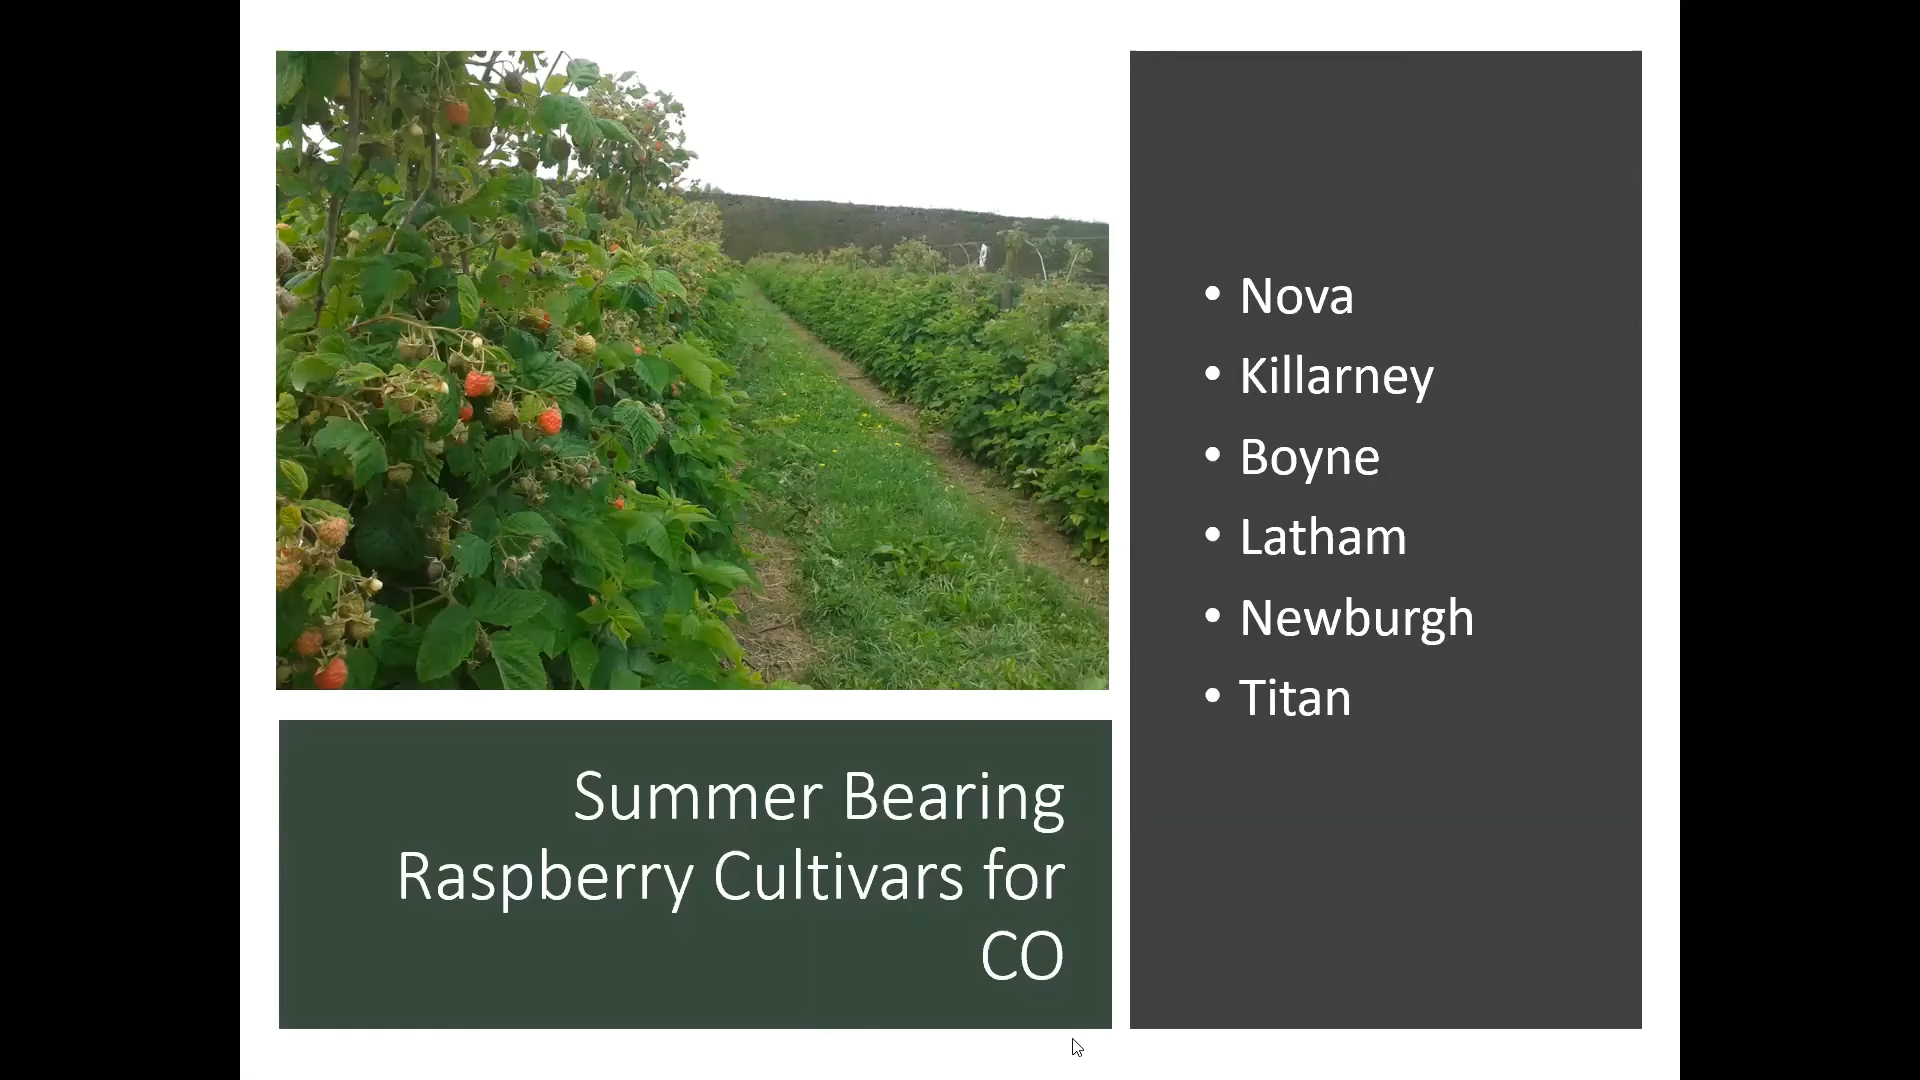 • Nova
• Killarney
• Boyne
• Latham
• Newburgh
• Titan
Summer Bearing
Raspberry Cultivars for
CO